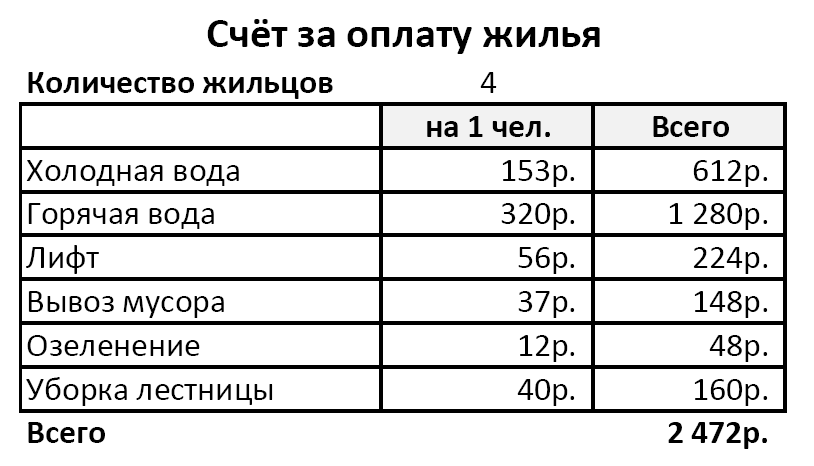 Счёт за оплату жилья
Количество жильцов 4
на 1 чел. Всего
Холодная вода 153р. 612р.
Горячая вода 320р. 1 280р.
Лифт 56р. 224р.
Вывоз мусора 37р. 148р.
Озеленение 12р. 48р.
Уборка лестницы 40р. 160р.
Всего 2 472р.